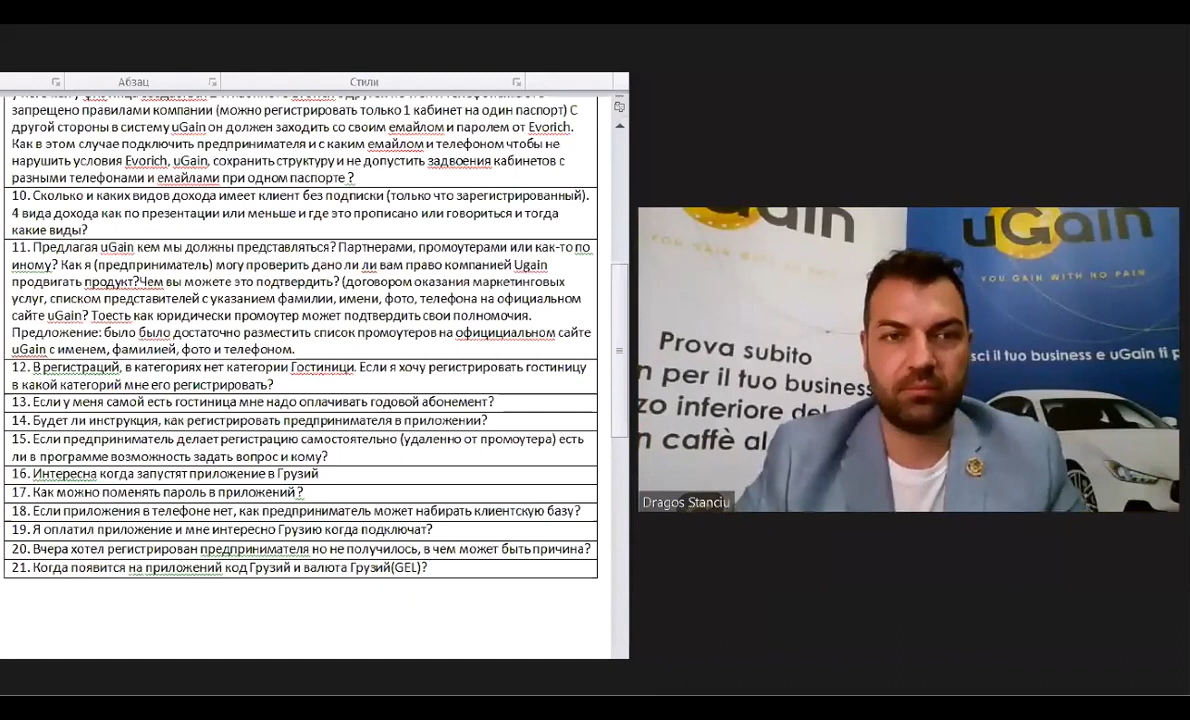 Абзац
Стили
запрещено правилами компании (можно регистрировать только 1 кабинет на один паспорт) С
другой стороны в систему uGain он должен заходить со своим емайлом и паролем от Evorich.
Как в этом случае подключить предпринимателя и с каким емайлом и телефоном чтобы не
нарушить условия Evorich, uGain, сохранить структуру и не допустить задвоения кабинетов с
разными телефонами и емайлами при одном паспорте ?
10. Сколько и каких видов дохода имеет клиент без подписки (только что зарегистрированный).
4 вида дохода как по презентации или меньше и где это прописано или говориться и тогда
какие виды?
11. Предлагая uGain кем мы должны представляться? Партнерами, промоутерами или как-то по
иному? Как я (предприниматель) могу проверить дано ли ли вам право компанией Ugain
продвигать продукт?Чем вы можете это подтвердить? (договором оказания маркетинговых
услуг, списком представителей с указанием фамилии, имени, фото, телефона на официальном
сайте uGain? Тоесть как юридически промоутер может подтвердить свои полномочия.
Предложение: было было достаточно разместить список промоутеров на официциальном сайте
uGain с именем, фамилией, фото и телефоном.
12. В регистраций, в категориях нет категории Гостиници. Если я хочу регистрировать гостиницу
в какой категорий мне его регистрировать?
13. Если у меня самой есть гостиница мне надо оплачивать годовой абонемент?
14. Будет ли инструкция, как регистрировать предпринимателя в приложении?
15. Если предприниматель делает регистрацию самостоятельно (удаленно от промоутера) есть
ли в программе возможность задать вопрос и кому?
16. Интересна когда запустят приложение в Грузий
17. Как можно поменять пароль в приложений?
18. Если приложения в телефоне нет, как предприниматель может набирать клиентскую базу?
19. Я оплатил приложение и мне интересно Грузию когда подключат?
20. Вчера хотел регистрирован предпринимателя но не получилось, в чем может быть причина?
21. Когда появится на приложений код Грузий и валюта Грузий(GEL)?
uGain
YOU GAIN WITH NO PAIN
Prova subito
n per il tuo business
zo inferiore del
n caffè al
sci il tuo business e uGain ti p
Dragos Stanciu